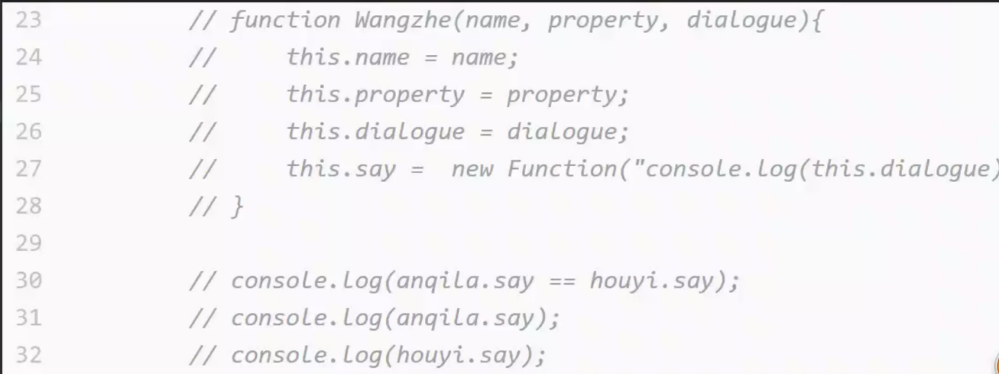 23 // function Wangzhe(name, property, dialogue){
24 //     this.name = name;
25 //     this.property = property;
26 //     this.dialogue = dialogue;
27 //     this.say =  new Function("console.log(this.dialogue)
28 // }
29
30 // console.log(anqila.say == houyi.say);
31 // console.log(anqila.say);
32 // console.log(houyi.say);